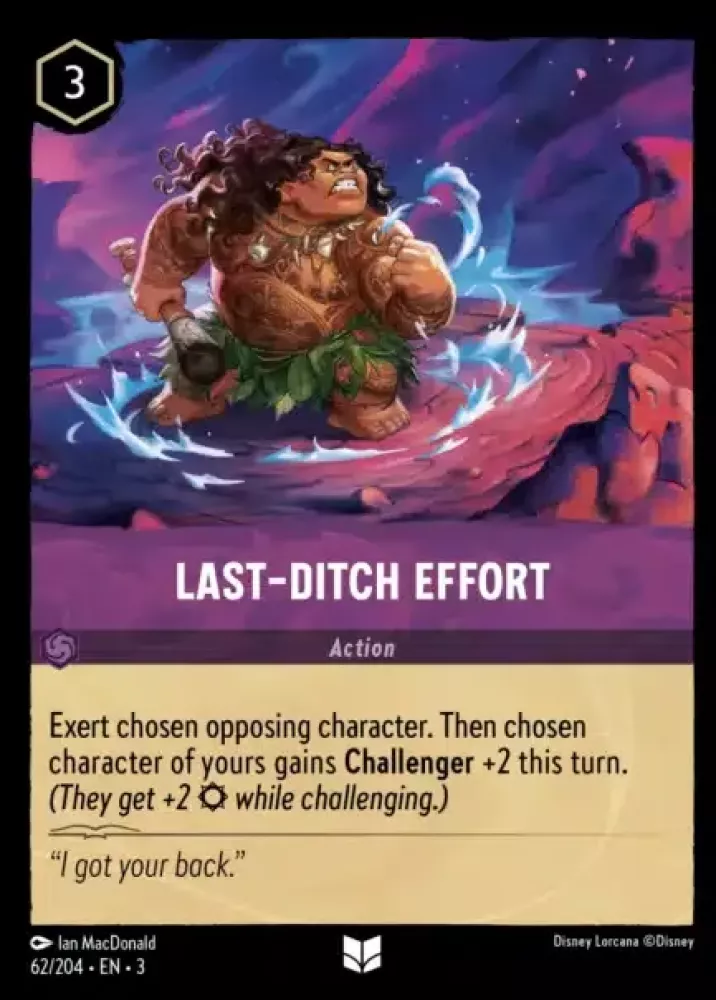 3
LAST-DITCH EFFORT
Action
Exert chosen opposing character. Then chosen
character of yours gains Challenger +2 this turn.
(They get +2 while challenging.)
“I got your back.”
Ian MacDonald
Disney Lorcana ©Disney
62/204 • EN • 3